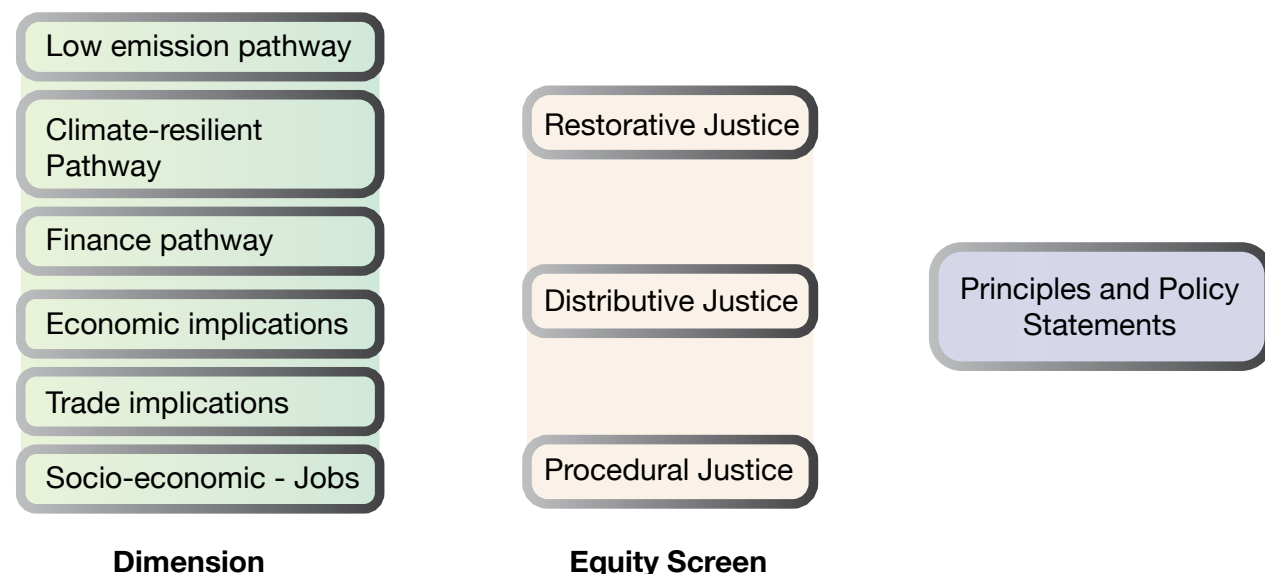 Low emission pathway
Climate-resilient
Pathway
Finance pathway
Economic implications
Trade implications
Socio-economic - Jobs
Dimension
Restorative Justice
Distributive Justice
Procedural Justice
Equity Screen
Principles and Policy
Statements